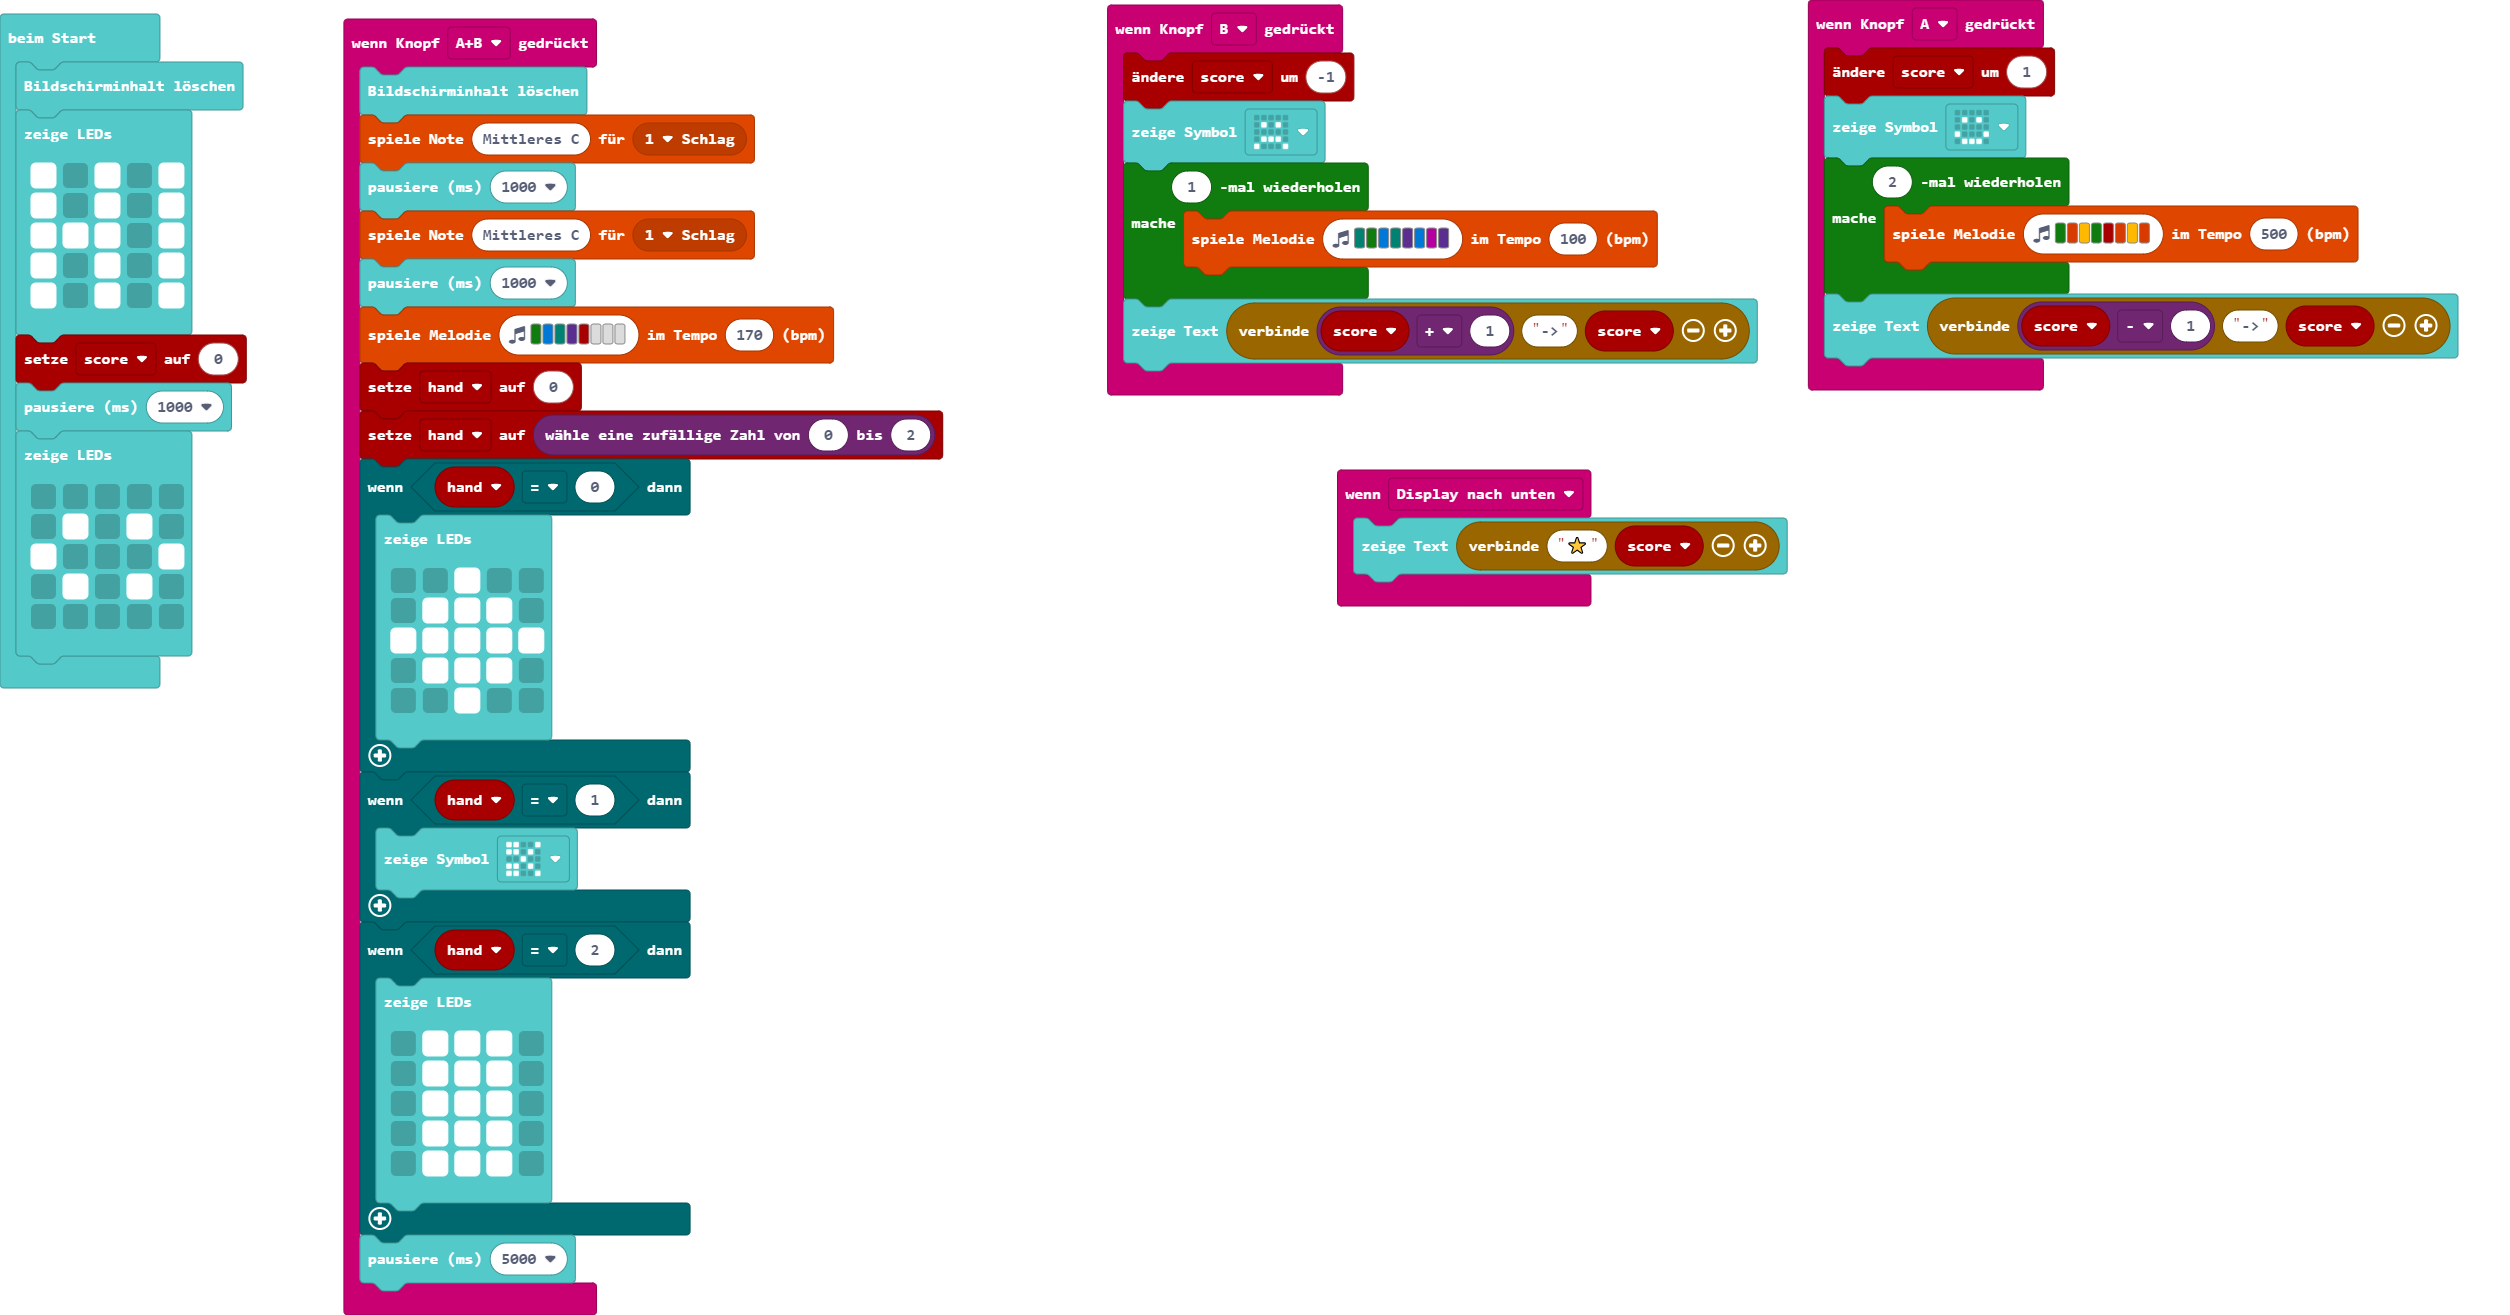 beim Start
Bildschirminhalt löschen
zeige LEDs
setze score auf 0
pausiere (ms) 1000
zeige LEDs
wenn Knopf A+B gedrückt
Bildschirminhalt löschen
spiele Note Mittleres C für 1 Schlag
pausiere (ms) 1000
spiele Note Mittleres C für 1 Schlag
pausiere (ms) 1000
spiele Melodie im Tempo 170 (bpm)
setze hand auf 0
setze hand auf wähle eine zufällige Zahl von 0 bis 2
wenn hand = 0 dann
zeige LEDs
wenn hand = 1 dann
zeige Symbol
wenn hand = 2 dann
zeige LEDs
pausiere (ms) 5000
wenn Knopf B gedrückt
ändere score um -1
zeige Symbol
1 -mal wiederholen
mache
spiele Melodie im Tempo 100 (bpm)
zeige Text verbinde score + 1 "->" score
wenn Display nach unten
zeige Text verbinde "⭐" score
wenn Knopf A gedrückt
ändere score um 1
zeige Symbol
2 -mal wiederholen
mache
spiele Melodie im Tempo 500 (bpm)
zeige Text verbinde score - 1 "->" score